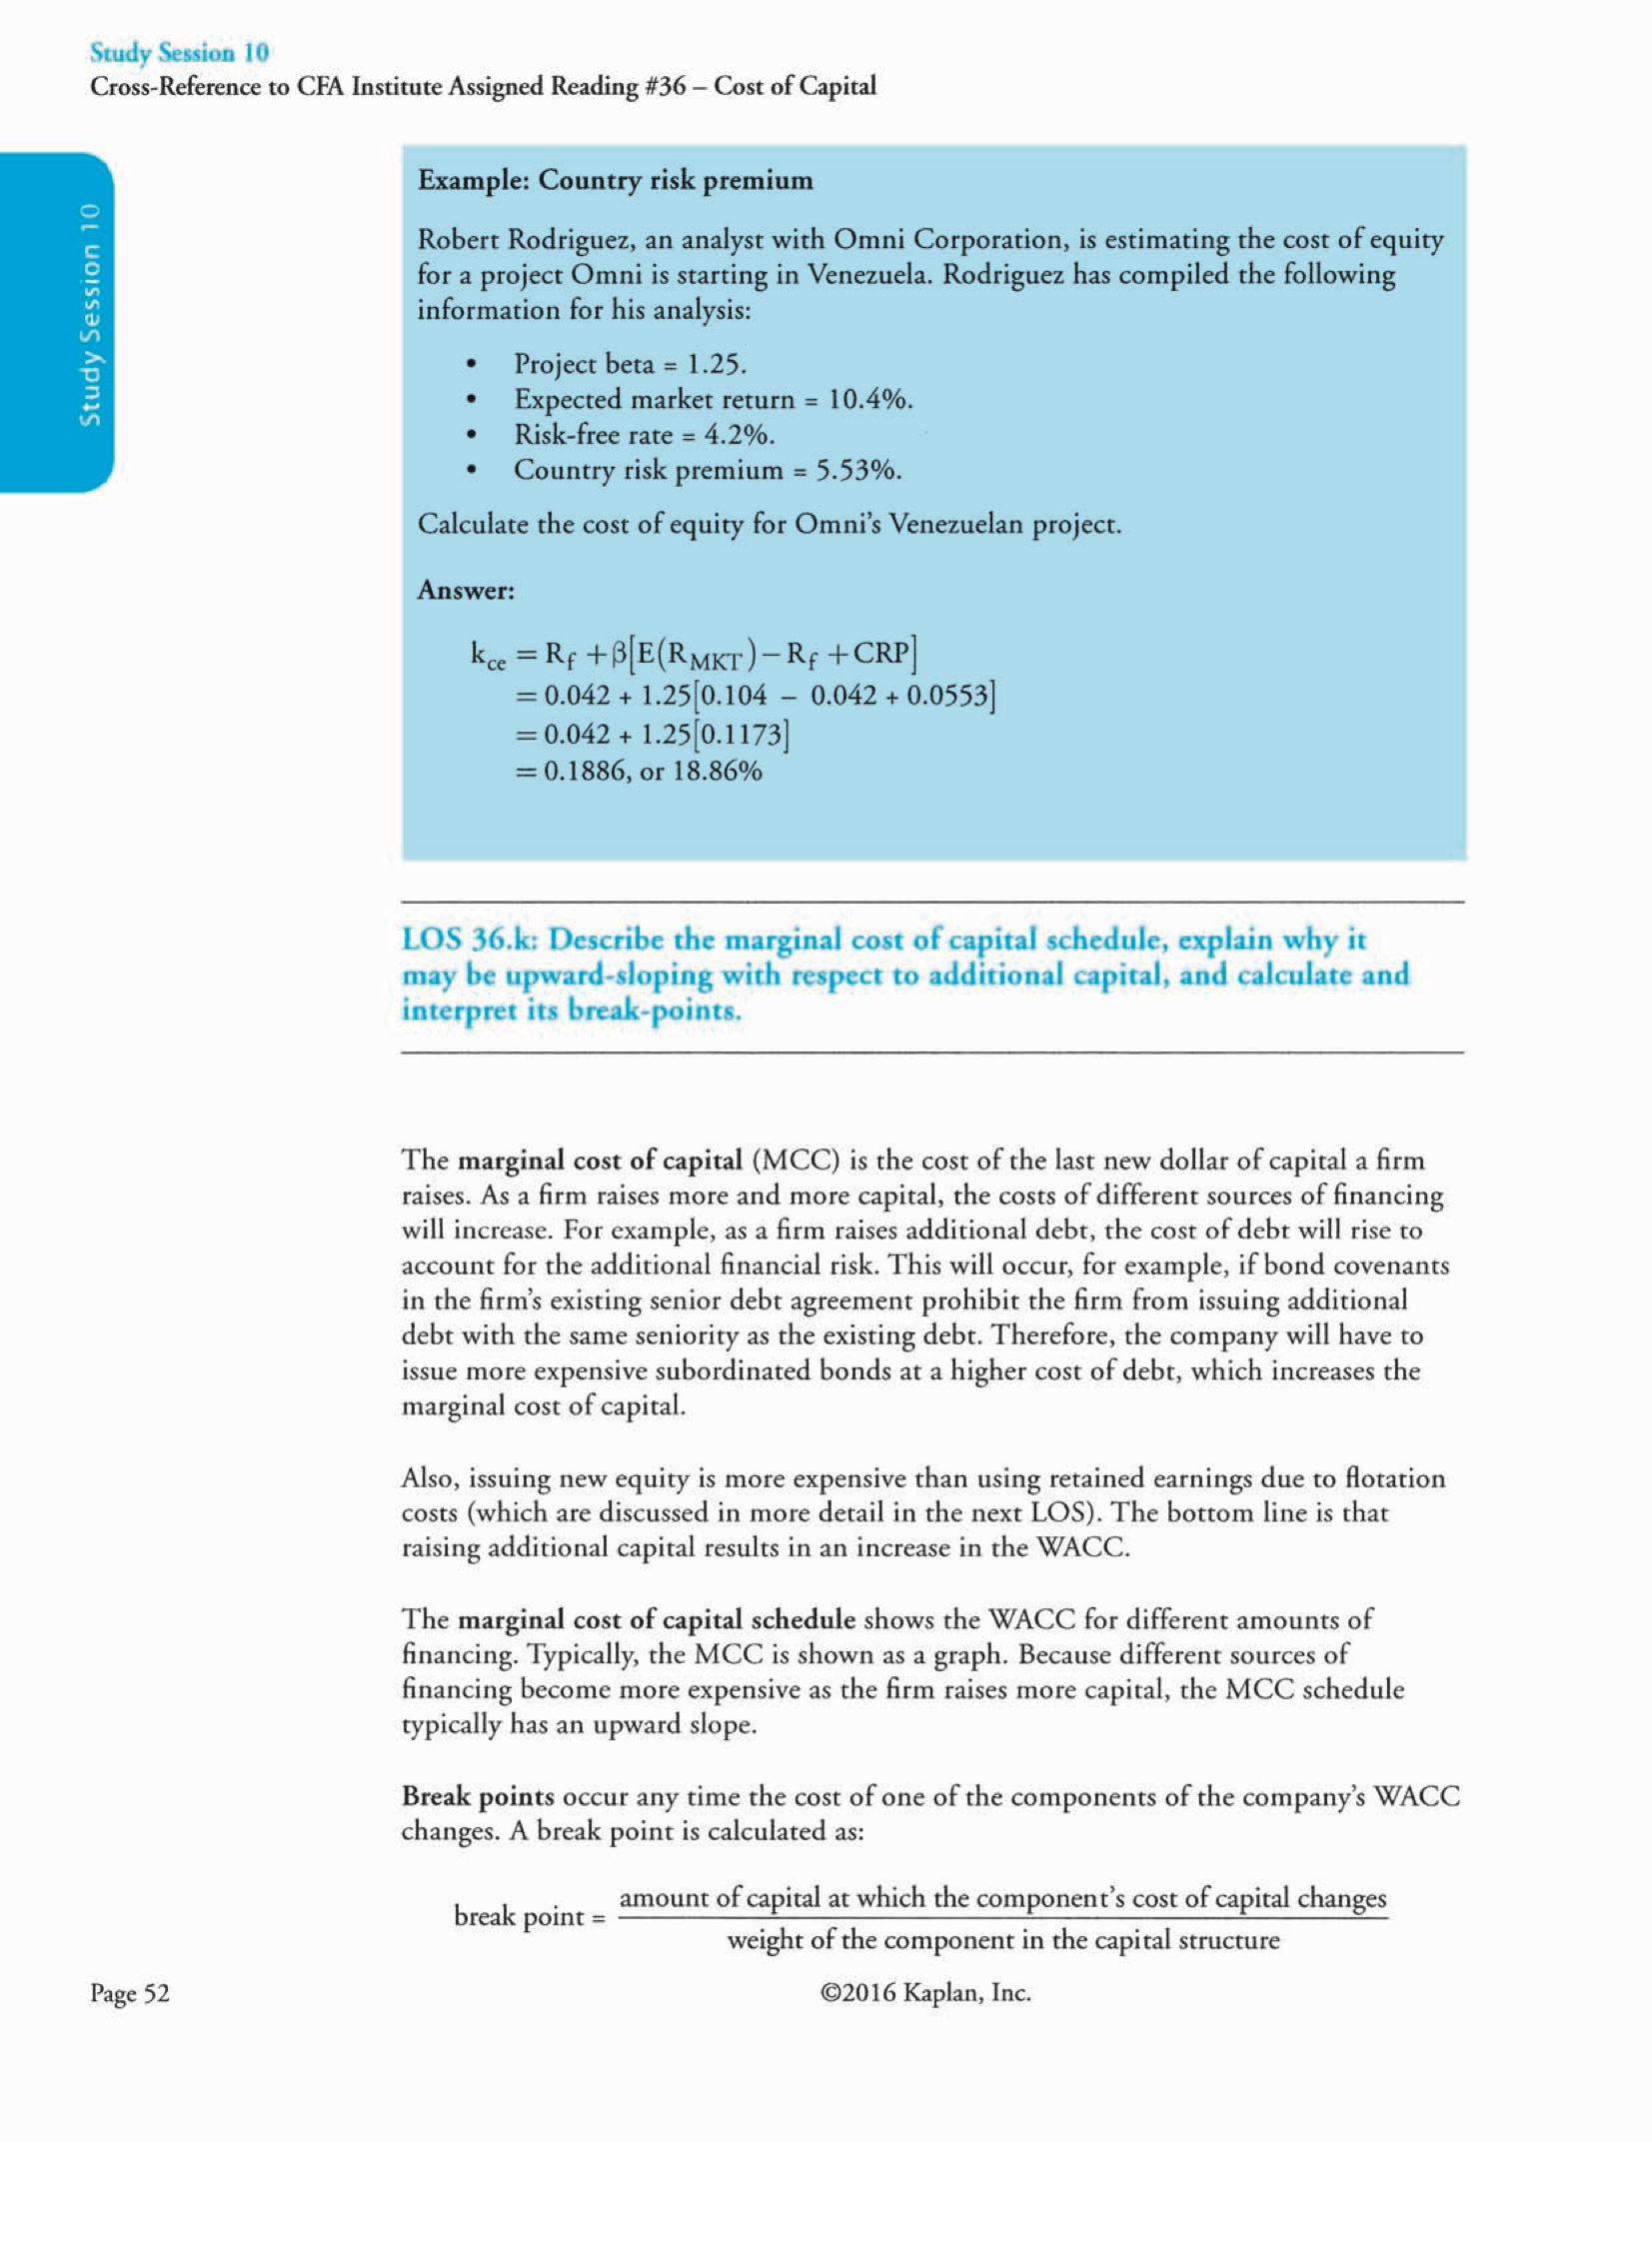 Study Session 10
Cross-Reference to CFA Institute Assigned Reading #36 – Cost of Capital
Study Session 10
Example: Country risk premium
Robert Rodriguez, an analyst with Omni Corporation, is estimating the cost of equity
for a project Omni is starting in Venezuela. Rodriguez has compiled the following
information for his analysis:
• Project beta = 1.25.
• Expected market return = 10.4%.
• Risk-free rate = 4.2%.
• Country risk premium = 5.53%.
Calculate the cost of equity for Omni's Venezuelan project.
Answer:
kce = Rf + β[E(RMKT) – Rf + CRP]
= 0.042 + 1.25[0.104 – 0.042 + 0.0553]
= 0.042 + 1.25[0.1173]
= 0.1886, or 18.86%
LOS 36.k: Describe the marginal cost of capital schedule, explain why it
may be upward-sloping with respect to additional capital, and calculate and
interpret its break-points.
The marginal cost of capital (MCC) is the cost of the last new dollar of capital a firm
raises. As a firm raises more and more capital, the costs of different sources of financing
will increase. For example, as a firm raises additional debt, the cost of debt will rise to
account for the additional financial risk. This will occur, for example, if bond covenants
in the firm's existing senior debt agreement prohibit the firm from issuing additional
debt with the same seniority as the existing debt. Therefore, the company will have to
issue more expensive subordinated bonds at a higher cost of debt, which increases the
marginal cost of capital.
Also, issuing new equity is more expensive than using retained earnings due to flotation
costs (which are discussed in more detail in the next LOS). The bottom line is that
raising additional capital results in an increase in the WACC.
The marginal cost of capital schedule shows the WACC for different amounts of
financing. Typically, the MCC is shown as a graph. Because different sources of
financing become more expensive as the firm raises more capital, the MCC schedule
typically has an upward slope.
Break points occur any time the cost of one of the components of the company's WACC
changes. A break point is calculated as:
break point = amount of capital at which the component's cost of capital changes
weight of the component in the capital structure
Page 52
©2016 Kaplan, Inc.